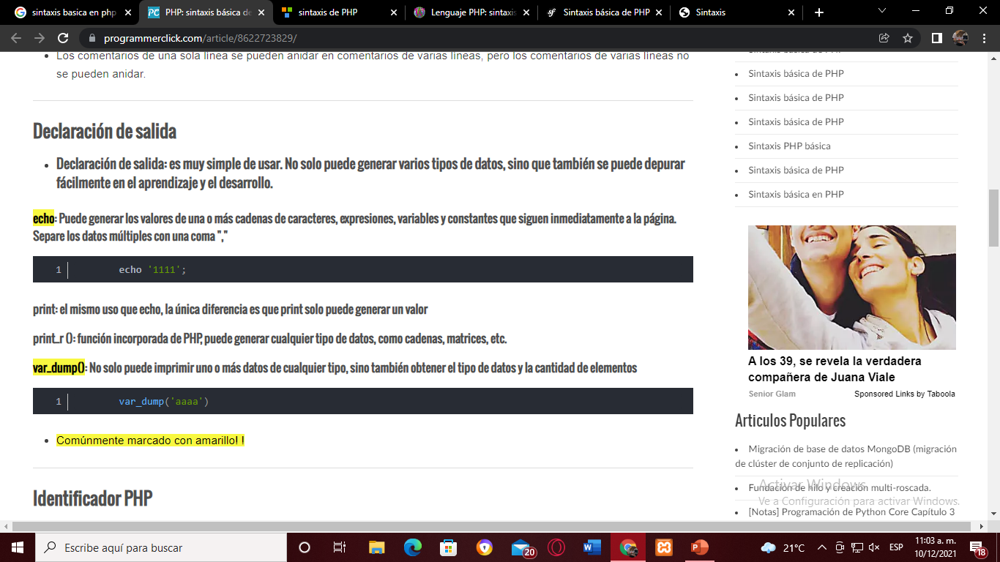 sintaxis basica en php
PHP: sintaxis básica de
sintaxis de PHP
Lenguaje PHP: sintaxis
Sintaxis básica de PHP
Sintaxis
programmerclick.com/article/8622723829/
Los comentarios de una sola línea se pueden anidar en comentarios de varias líneas, pero los comentarios de varias líneas no
se pueden anidar.
Declaración de salida
Declaración de salida: es muy simple de usar. No solo puede generar varios tipos de datos, sino que también se puede depurar
fácilmente en el aprendizaje y el desarrollo.
echo: Puede generar los valores de una o más cadenas de caracteres, expresiones, variables y constantes que siguen inmediatamente a la página.
Separe los datos múltiples con una coma ","
1 echo '1111';
print: el mismo uso que echo, la única diferencia es que print solo puede generar un valor
print_r (): función incorporada de PHP, puede generar cualquier tipo de datos, como cadenas, matrices, etc.
var_dump(): No solo puede imprimir uno o más datos de cualquier tipo, sino también obtener el tipo de datos y la cantidad de elementos
1 var_dump('aaaa')
Comúnmente marcado con amarillo! !
Identificador PHP
Sintaxis básica de PHP
Sintaxis básica de PHP
Sintaxis básica de PHP
Sintaxis básica de PHP
Sintaxis PHP básica
Sintaxis básica de PHP
Sintaxis básica en PHP
A los 39, se revela la verdadera
compañera de Juana Viale
Senior Glam
Sponsored Links by Taboola
Articulos Populares
Migración de base de datos MongoDB (migración
de clúster de conjunto de replicación)
Fundación de hilo y creación multi-roscada.
[Notas] Programación de Python Core Capítulo 3
Activar Windows
Ve a Configuración para activar Windows.
Escribe aquí para buscar
20
21°C
ESP
11:03 a. m.
10/12/2021
18